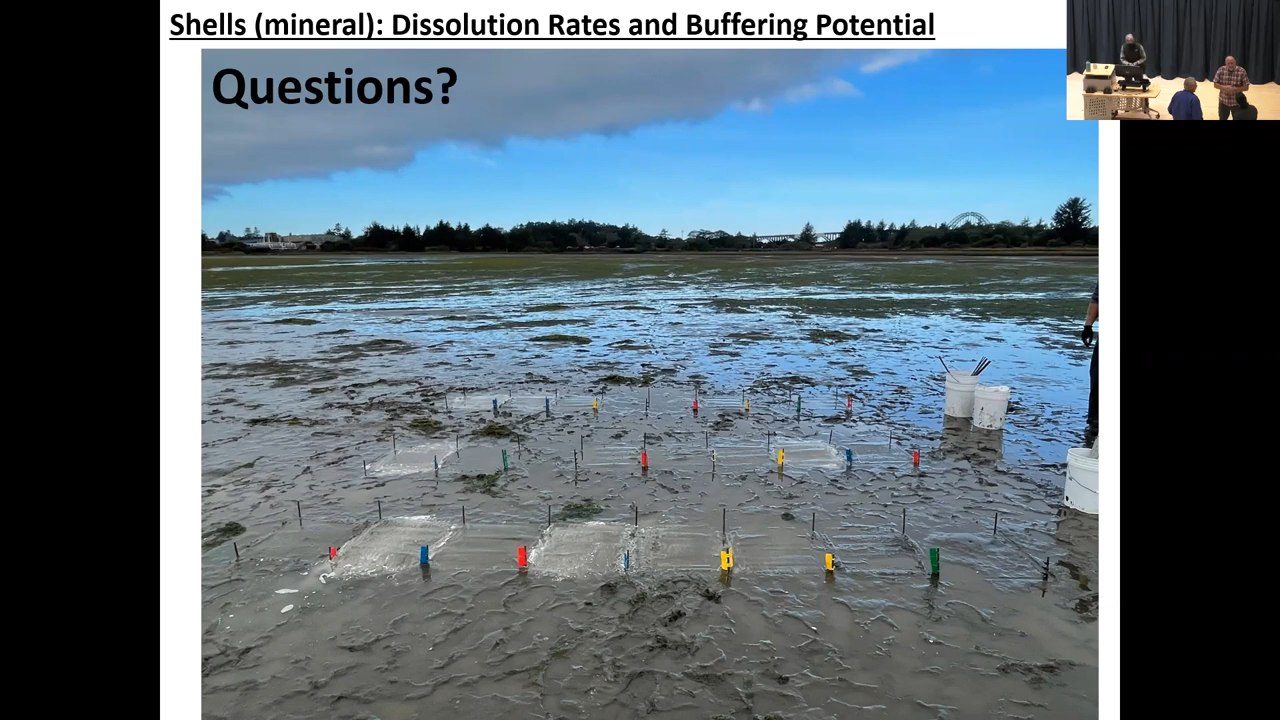 Shells (mineral): Dissolution Rates and Buffering Potential
Questions?